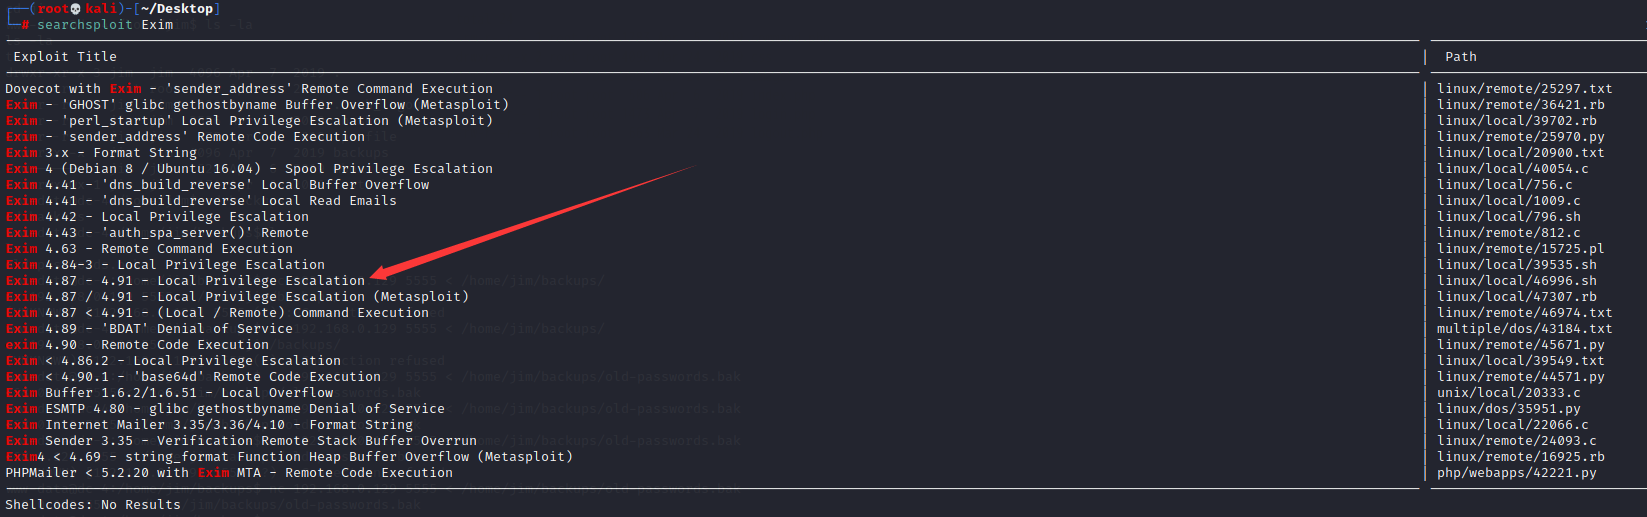 ┌──(root💀kali)-[~/Desktop]
└─# searchsploit Exim
Exploit Title | Path
Dovecot with Exim - 'sender_address' Remote Command Execution | linux/remote/25297.txt
Exim - 'GHOST' glibc gethostbyname Buffer Overflow (Metasploit) | linux/remote/36421.rb
Exim - 'perl_startup' Local Privilege Escalation (Metasploit) | linux/local/39702.rb
Exim - 'sender_address' Remote Code Execution | linux/remote/25970.py
Exim 3.x - Format String | linux/local/20900.txt
Exim 4 (Debian 8 / Ubuntu 16.04) - Spool Privilege Escalation | linux/local/40054.c
Exim 4.41 - 'dns_build_reverse' Local Buffer Overflow | linux/local/756.c
Exim 4.41 - 'dns_build_reverse' Local Read Emails | linux/local/1009.c
Exim 4.42 - Local Privilege Escalation | linux/local/796.sh
Exim 4.43 - 'auth_spa_server()' Remote | linux/remote/812.c
Exim 4.63 - Remote Command Execution | linux/remote/15725.pl
Exim 4.84-3 - Local Privilege Escalation | linux/local/39535.sh
Exim 4.87 - 4.91 - Local Privilege Escalation | linux/local/46996.sh
Exim 4.87 / 4.91 - Local Privilege Escalation (Metasploit) | linux/local/47307.rb
Exim 4.87 < 4.91 - (Local / Remote) Command Execution | linux/remote/46974.txt
Exim 4.89 - 'BDAT' Denial of Service | multiple/dos/43184.txt
exim 4.90 - Remote Code Execution | linux/remote/45671.py
Exim < 4.86.2 - Local Privilege Escalation | linux/local/39549.txt
Exim < 4.90.1 - 'base64d' Remote Code Execution | linux/remote/44571.py
Exim Buffer 1.6.2/1.6.51 - Local Overflow | unix/local/20333.c
Exim ESMTP 4.80 - glibc gethostbyname Denial of Service | linux/dos/35951.py
Exim Internet Mailer 3.35/3.36/4.10 - Format String | linux/local/22066.c
Exim Sender 3.35 - Verification Remote Stack Buffer Overrun | linux/remote/24093.c
Exim4 < 4.69 - string_format Function Heap Buffer Overflow (Metasploit) | linux/remote/16925.rb
PHPMailer < 5.2.20 with Exim MTA - Remote Code Execution | php/webapps/42221.py
Shellcodes: No Results